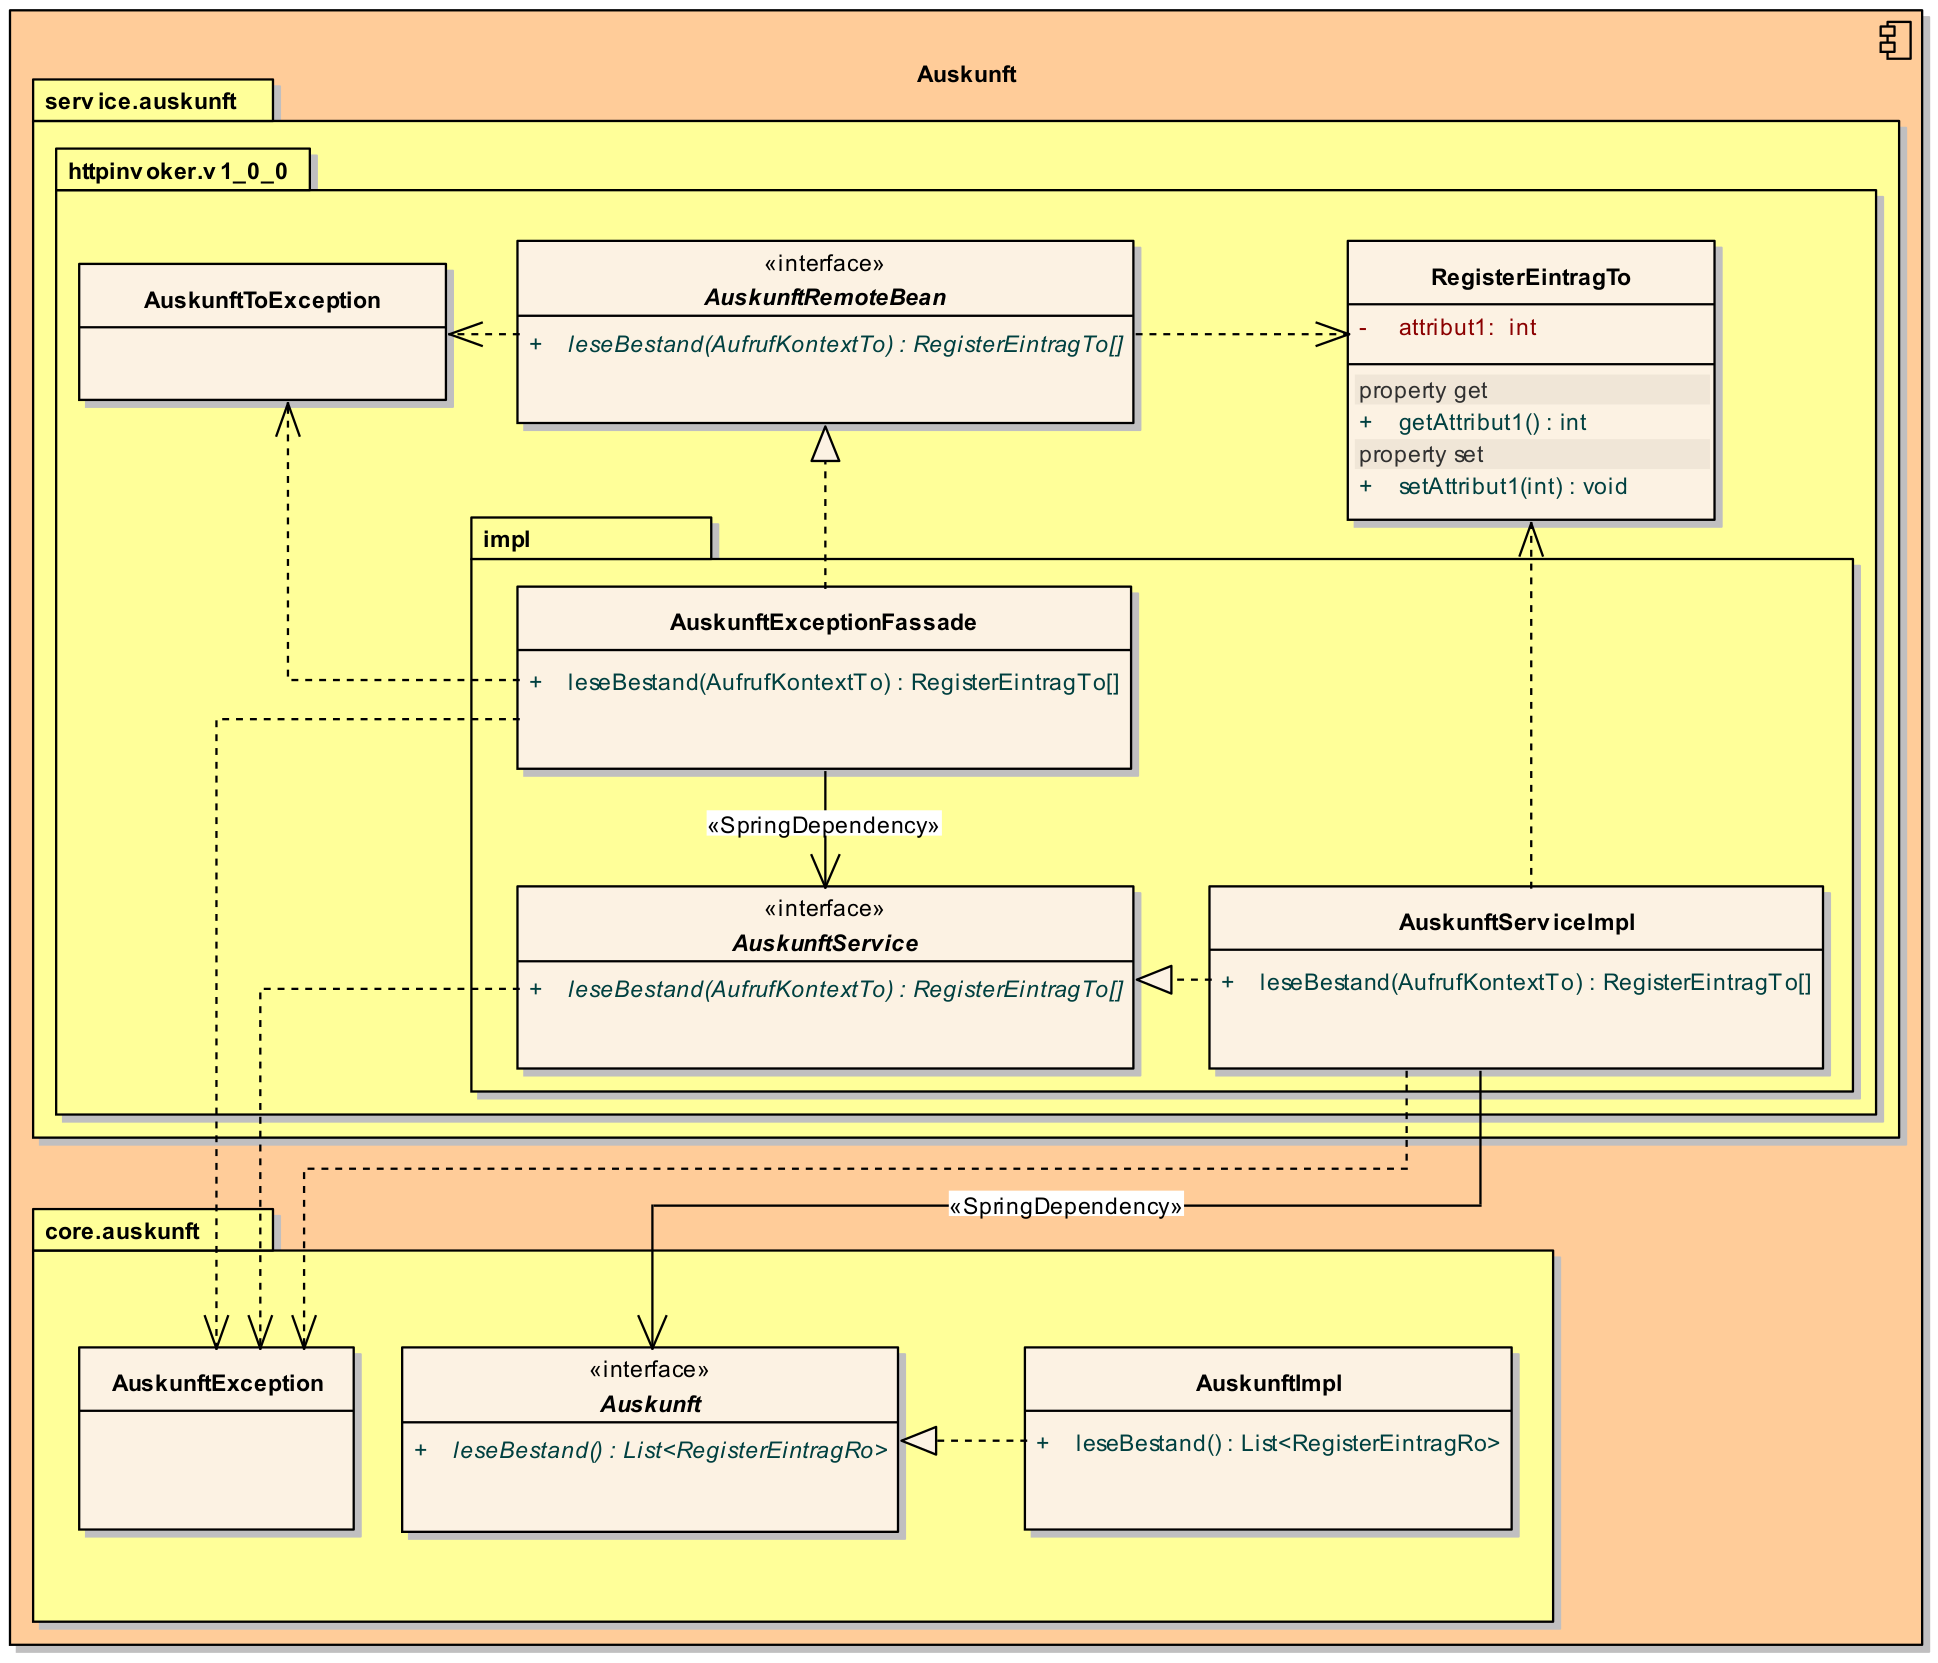 Auskunft
service.auskunft
httpinvoker.v1_0_0
AuskunftToException
«interface»
AuskunftRemoteBean
+ leseBestand(AufrufKontextTo) : RegisterEintragTo[]
RegisterEintragTo
- attribut1: int
property get
+ getAttribut1() : int
property set
+ setAttribut1(int) : void
impl
AuskunftExceptionFassade
+ leseBestand(AufrufKontextTo) : RegisterEintragTo[]
«SpringDependency»
«interface»
AuskunftService
+ leseBestand(AufrufKontextTo) : RegisterEintragTo[]
AuskunftServiceImpl
+ leseBestand(AufrufKontextTo) : RegisterEintragTo[]
«SpringDependency»
core.auskunft
AuskunftException
«interface»
Auskunft
+ leseBestand() : List<RegisterEintragRo>
AuskunftImpl
+ leseBestand() : List<RegisterEintragRo>